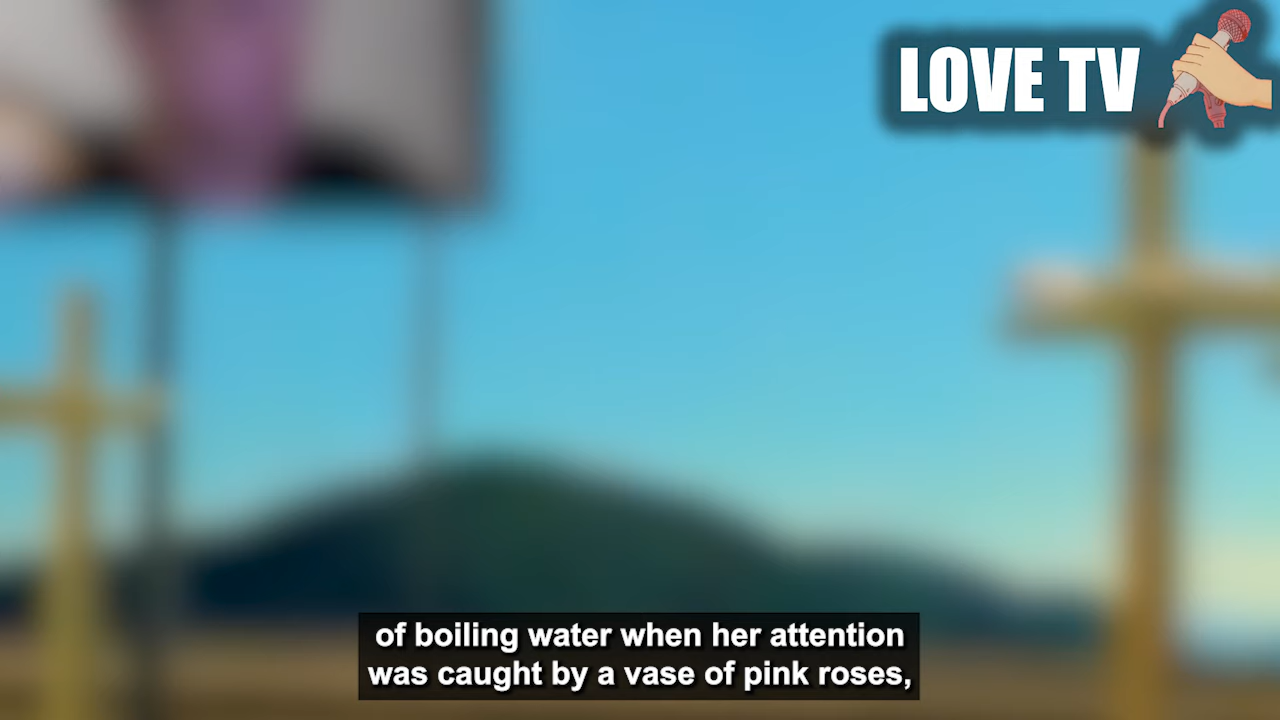 LOVE TV
of boiling water when her attention
was caught by a vase of pink roses,